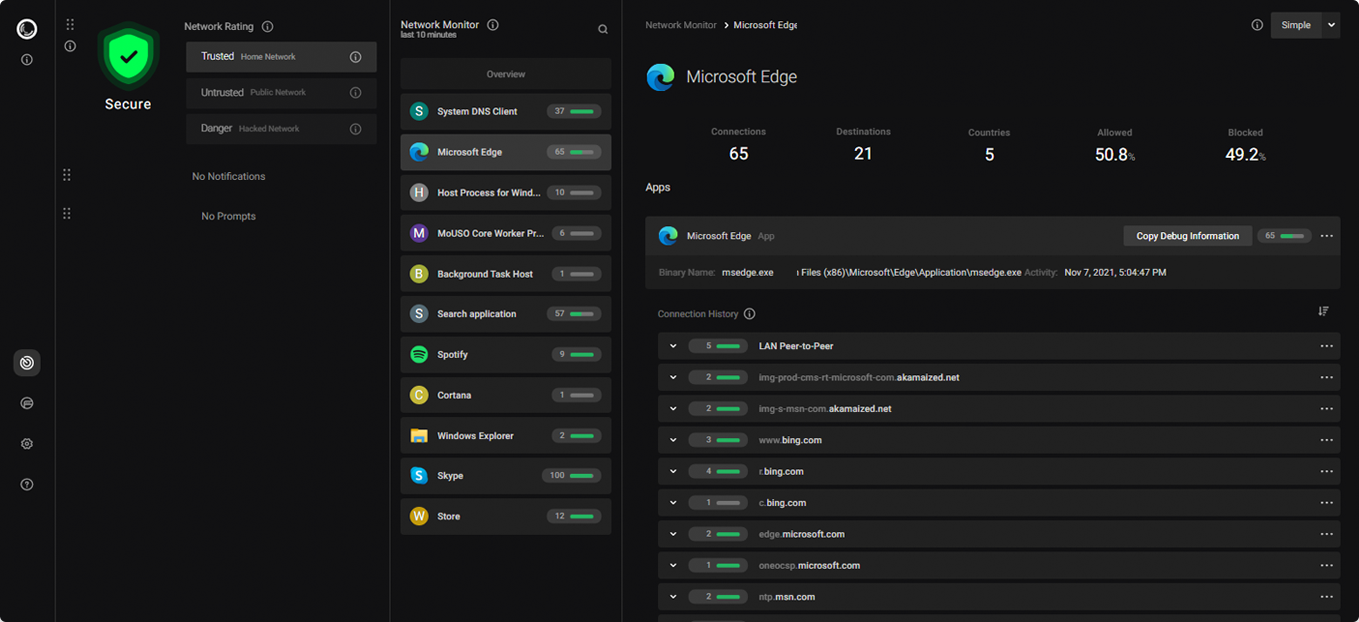 Secure
Network Rating
Trusted Home Network
Untrusted Public Network
Danger Hacked Network
No Notifications
No Prompts
Network Monitor
last 10 minutes
Overview
S System DNS Client 37
Microsoft Edge 65
H Host Process for Wind... 10
M MoUSO Core Worker Pr... 6
B Background Task Host 1
S Search application 57
Spotify 9
C Cortana 1
Windows Explorer 2
S Skype 100
W Store 12
Network Monitor > Microsoft Edge
Simple
Microsoft Edge
Connections Destinations Countries Allowed Blocked
65 21 5 50.8% 49.2%
Apps
Microsoft Edge App Copy Debug Information 65
Binary Name: msedge.exe Files (x86)\Microsoft\Edge\Application\msedge.exe Activity: Nov 7, 2021, 5:04:47 PM
Connection History
5 LAN Peer-to-Peer
2 img-prod-cms-rt-microsoft-com.akamaized.net
2 img-s-msn-com.akamaized.net
3 www.bing.com
4 r.bing.com
1 c.bing.com
2 edge.microsoft.com
1 oneocsp.microsoft.com
2 ntp.msn.com